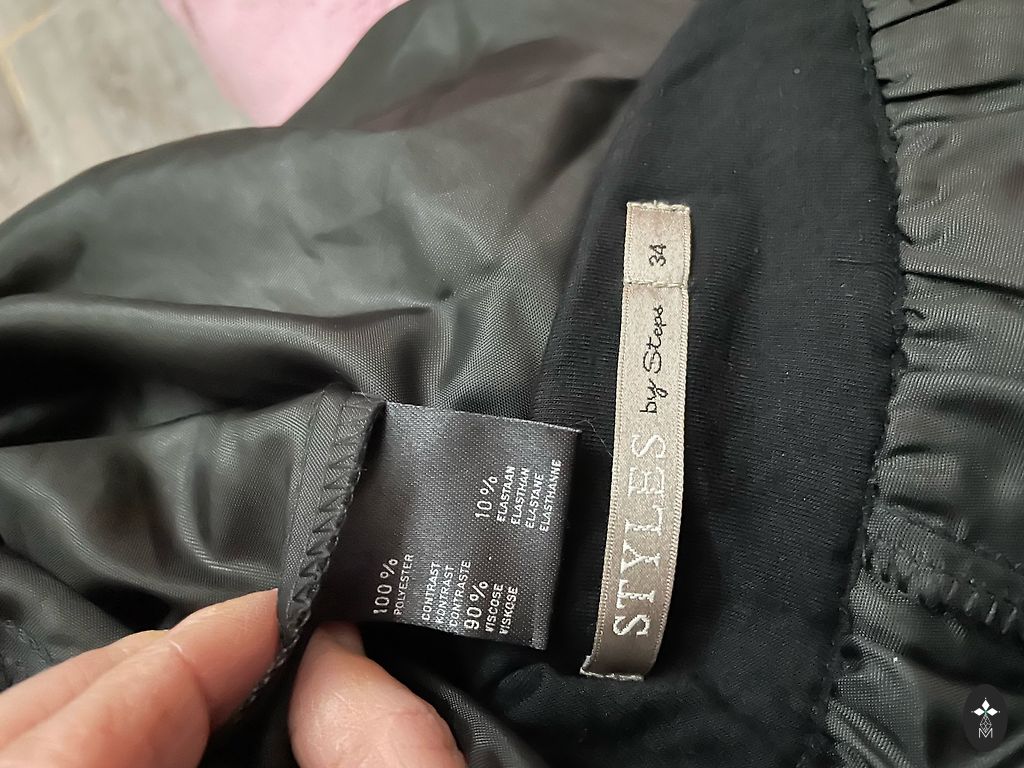 34
by Steps
STYLES
100%
POLYESTER
CONTRAST
KONTRAST
CONTRASTE
90%
VISCOSE
VISKOSE
10%
ELASTAAN
ELASTHAN
ELASTANE
ELASTHANNE
M